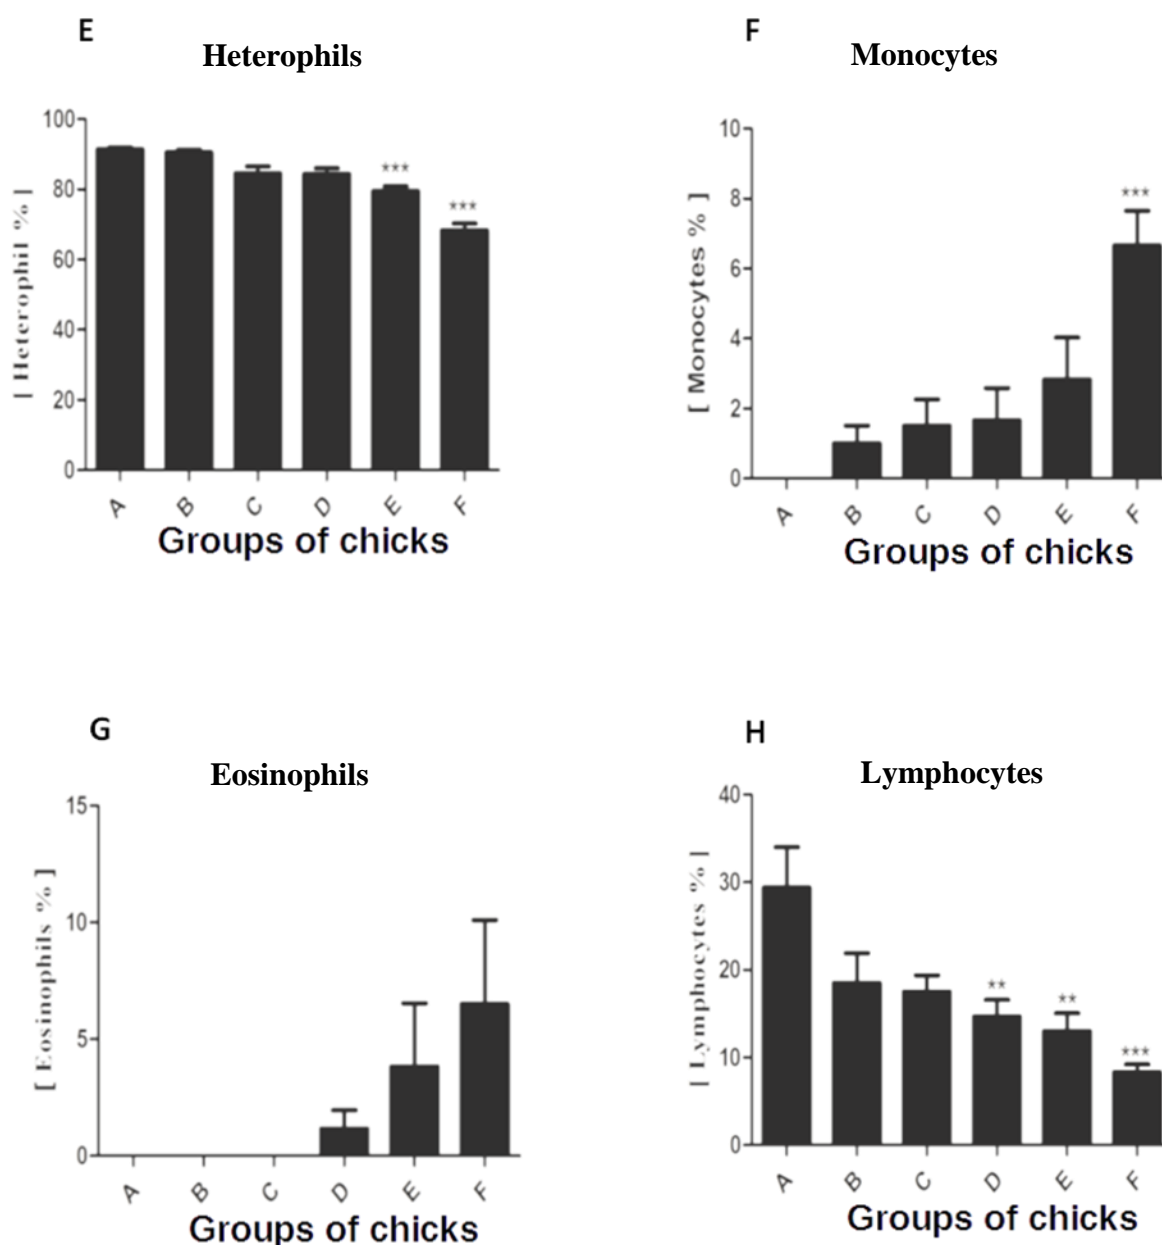 E
Heterophils
[ Heterophil % ]
100
80
60
40
20
0
***
***
A B C D E F
Groups of chicks
F
Monocytes
[ Monocytes % ]
10
8
6
4
2
0
***
A B C D E F
Groups of chicks
G
Eosinophils
[ Eosinophils % ]
15
10
5
0
A B C D E F
Groups of chicks
H
Lymphocytes
[ Lymphocytes % ]
40
30
20
10
0
**
**
***
A B C D E F
Groups of chicks